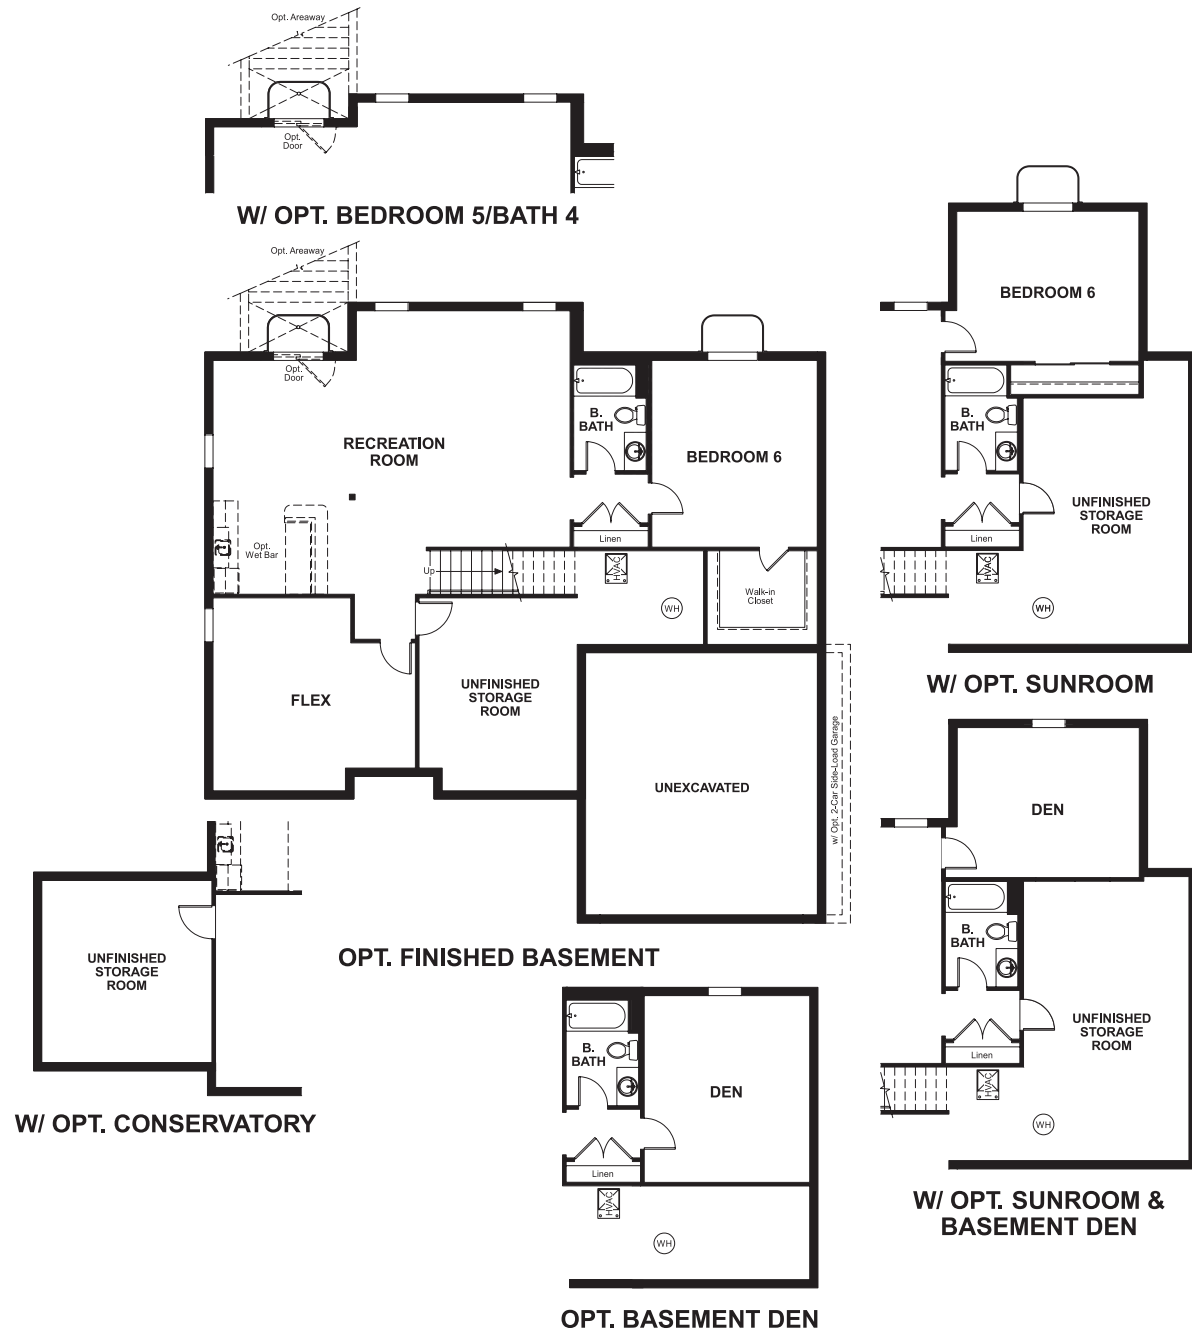 Opt. Areaway
Opt.
Door
W/ OPT. BEDROOM 5/BATH 4
Opt. Areaway
Opt.
Door
RECREATION
ROOM
B.
BATH
BEDROOM 6
Opt.
Wet Bar
Linen
Up
HVAC
WH
Walk-in
Closet
FLEX
UNFINISHED
STORAGE
ROOM
UNEXCAVATED
w/ Opt. 2-Car Side-Load Garage
OPT. FINISHED BASEMENT
BEDROOM 6
B.
BATH
UNFINISHED
STORAGE
ROOM
Linen
HVAC
WH
W/ OPT. SUNROOM
DEN
B.
BATH
UNFINISHED
STORAGE
ROOM
Linen
HVAC
WH
W/ OPT. SUNROOM &
BASEMENT DEN
UNFINISHED
STORAGE
ROOM
W/ OPT. CONSERVATORY
B.
BATH
DEN
Linen
HVAC
WH
OPT. BASEMENT DEN